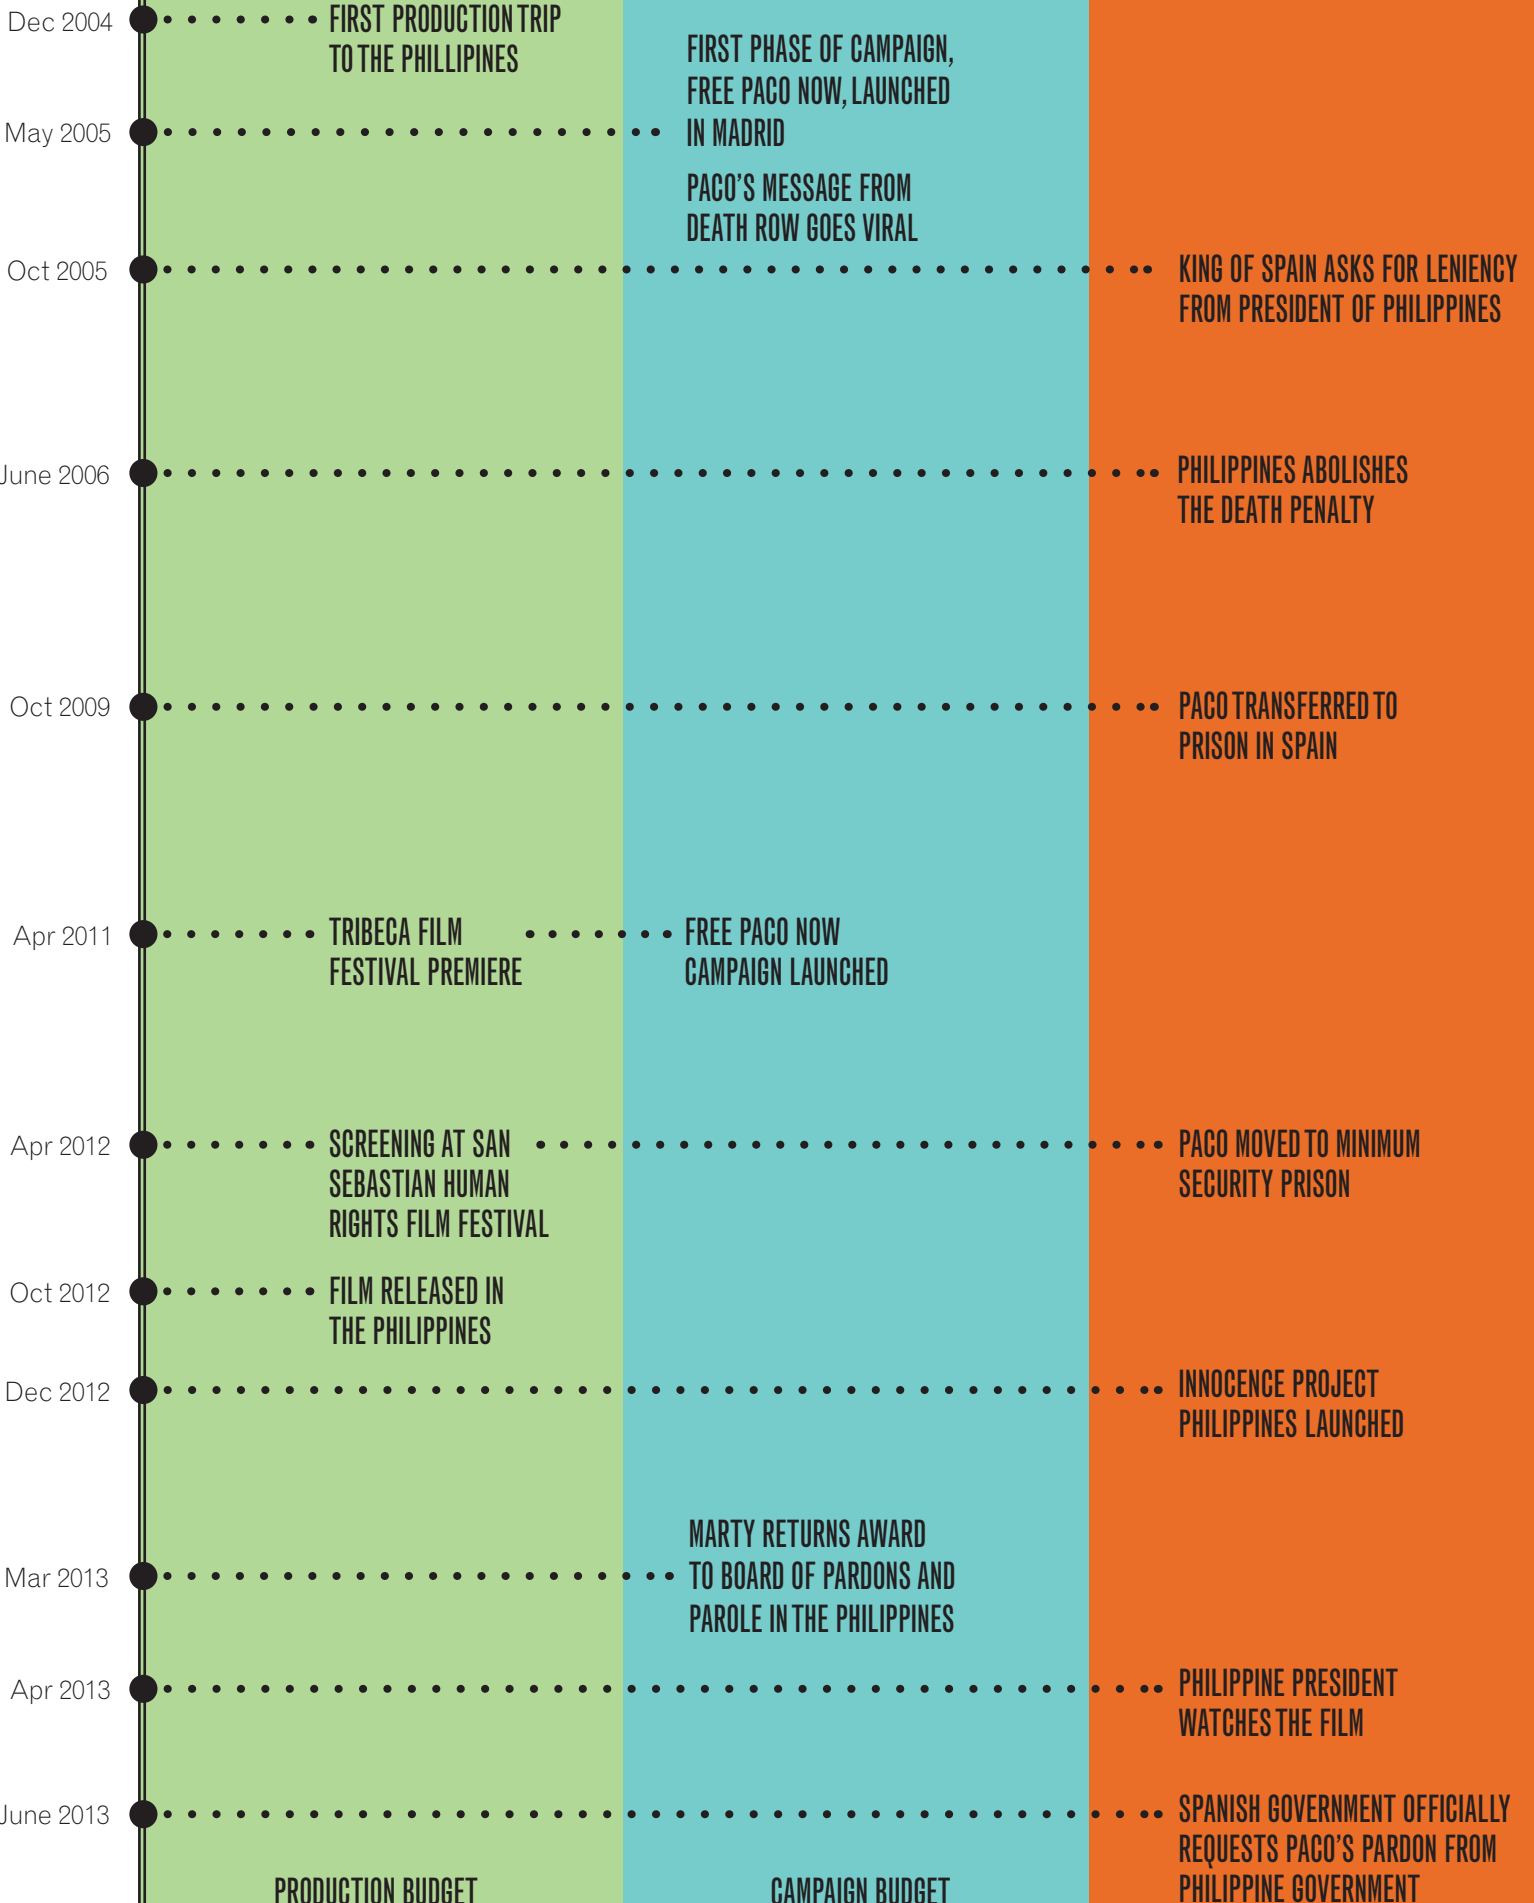 Dec 2004
FIRST PRODUCTION TRIP
TO THE PHILLIPINES
FIRST PHASE OF CAMPAIGN,
FREE PACO NOW, LAUNCHED
May 2005
IN MADRID
PACO'S MESSAGE FROM
DEATH ROW GOES VIRAL
Oct 2005
KING OF SPAIN ASKS FOR LENIENCY
FROM PRESIDENT OF PHILIPPINES
June 2006
PHILIPPINES ABOLISHES
THE DEATH PENALTY
Oct 2009
PACO TRANSFERRED TO
PRISON IN SPAIN
Apr 2011
TRIBECA FILM
FESTIVAL PREMIERE
FREE PACO NOW
CAMPAIGN LAUNCHED
Apr 2012
SCREENING AT SAN
SEBASTIAN HUMAN
RIGHTS FILM FESTIVAL
PACO MOVED TO MINIMUM
SECURITY PRISON
Oct 2012
FILM RELEASED IN
THE PHILIPPINES
Dec 2012
INNOCENCE PROJECT
PHILIPPINES LAUNCHED
Mar 2013
MARTY RETURNS AWARD
TO BOARD OF PARDONS AND
PAROLE IN THE PHILIPPINES
Apr 2013
PHILIPPINE PRESIDENT
WATCHES THE FILM
June 2013
SPANISH GOVERNMENT OFFICIALLY
REQUESTS PACO'S PARDON FROM
PHILIPPINE GOVERNMENT
PRODUCTION BUDGET
CAMPAIGN BUDGET